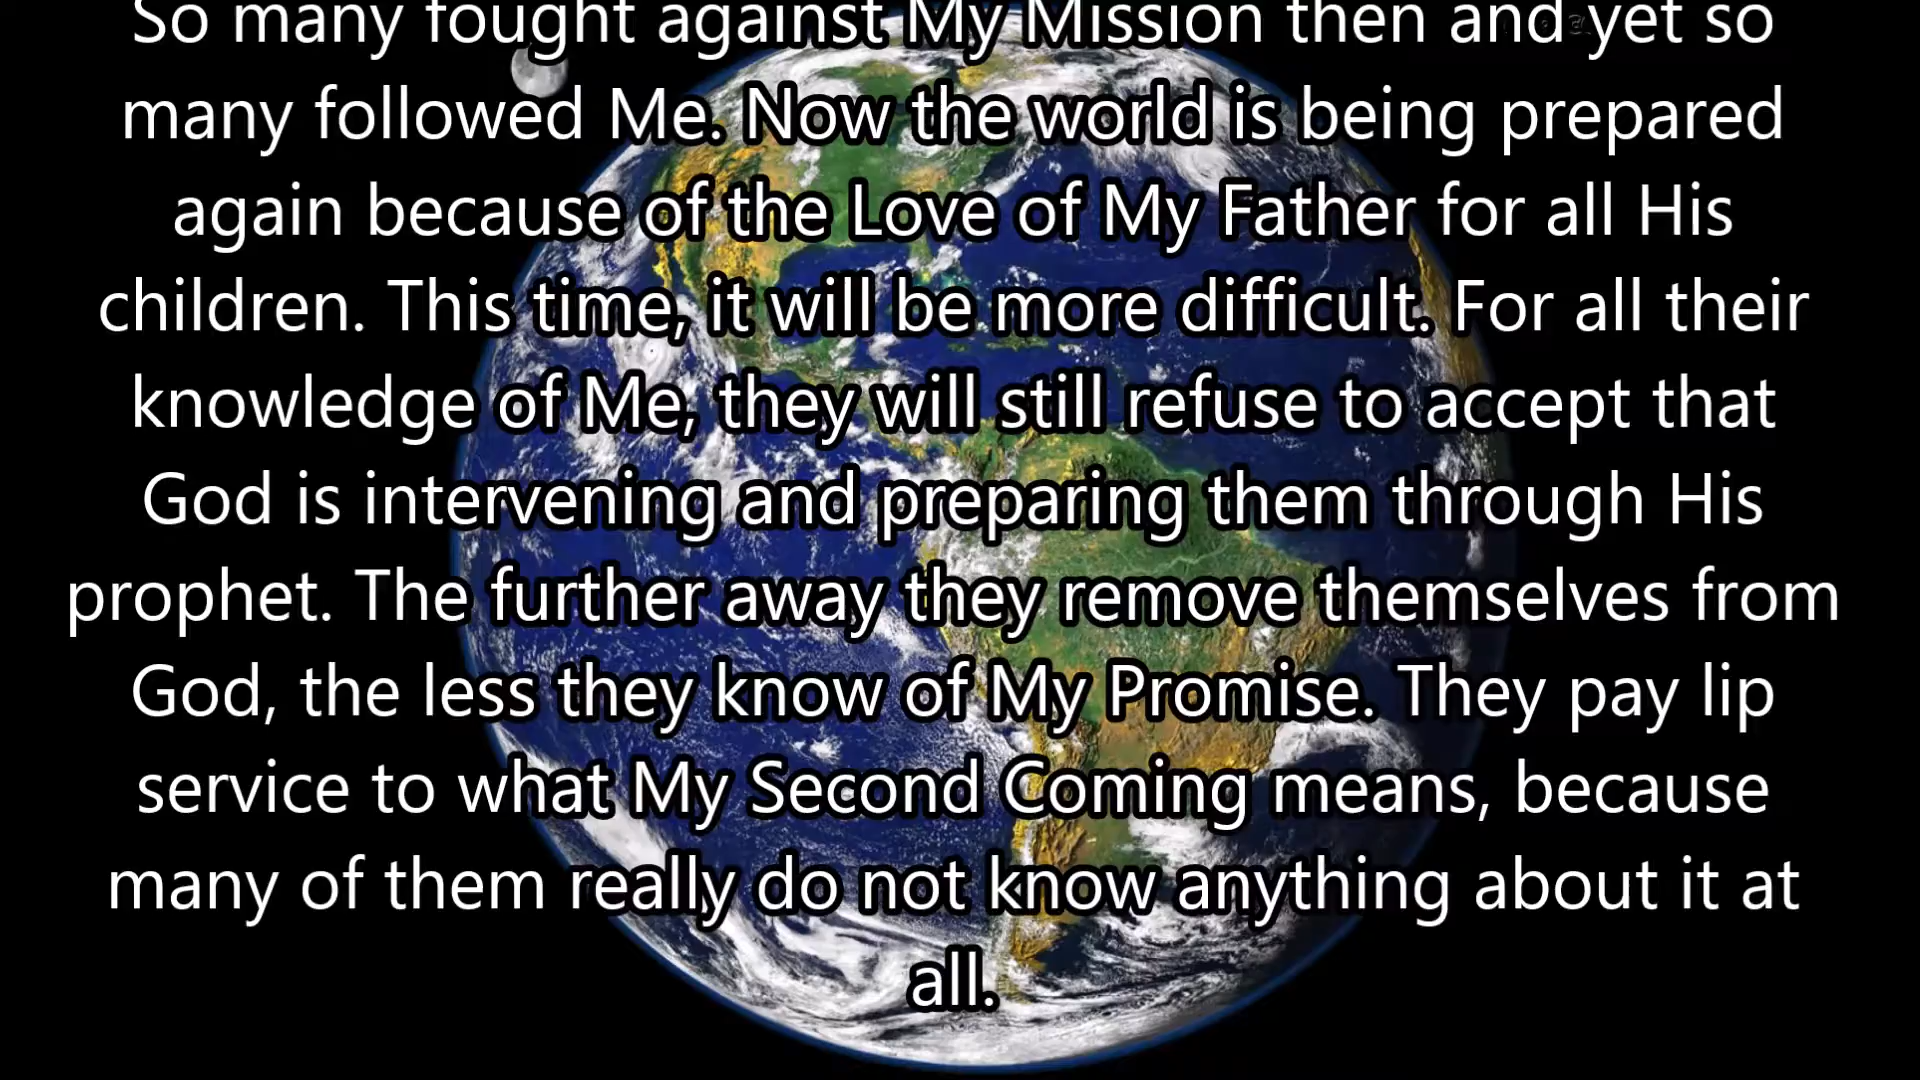 So many fought against My Mission then and yet so
many followed Me. Now the world is being prepared
again because of the Love of My Father for all His
children. This time, it will be more difficult. For all their
knowledge of Me, they will still refuse to accept that
God is intervening and preparing them through His
prophet. The further away they remove themselves from
God, the less they know of My Promise. They pay lip
service to what My Second Coming means, because
many of them really do not know anything about it at
all.